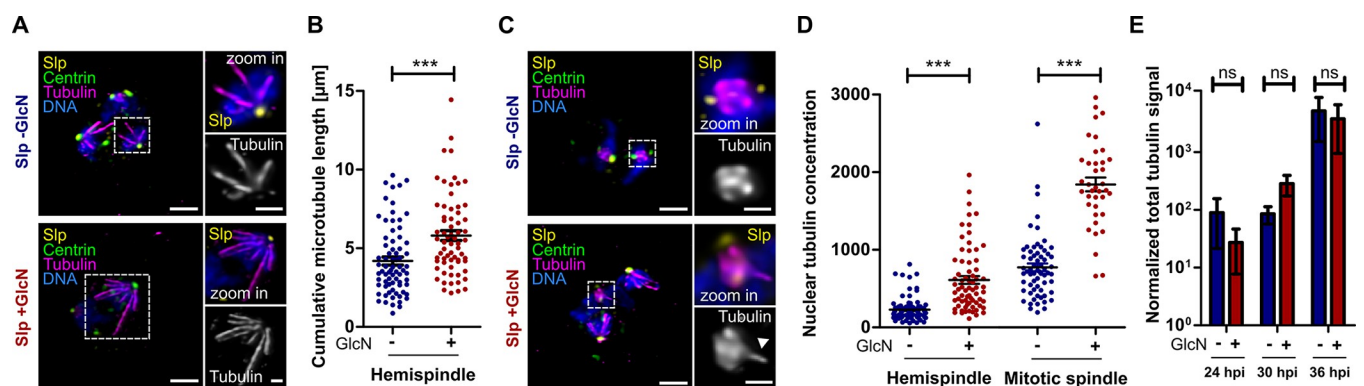 A
Slp -GlcN
Slp
Centrin
Tubulin
DNA
zoom in
Slp
Tubulin
Slp +GlcN
Slp
Centrin
Tubulin
DNA
zoom in
Tubulin
B
***
Cumulative microtubule length [µm]
15
10
5
0
GlcN - +
Hemispindle
C
Slp -GlcN
Slp
Centrin
Tubulin
DNA
zoom in
Tubulin
Slp +GlcN
Slp
Centrin
Tubulin
DNA
Slp
zoom in
Tubulin
D
*** ***
Nuclear tubulin concentration
3000
2000
1000
0
GlcN - + - +
Hemispindle Mitotic spindle
E
ns ns ns
Normalized total tubulin signal
10⁴
10³
10²
10¹
10⁰
GlcN - + - + - +
24 hpi 30 hpi 36 hpi